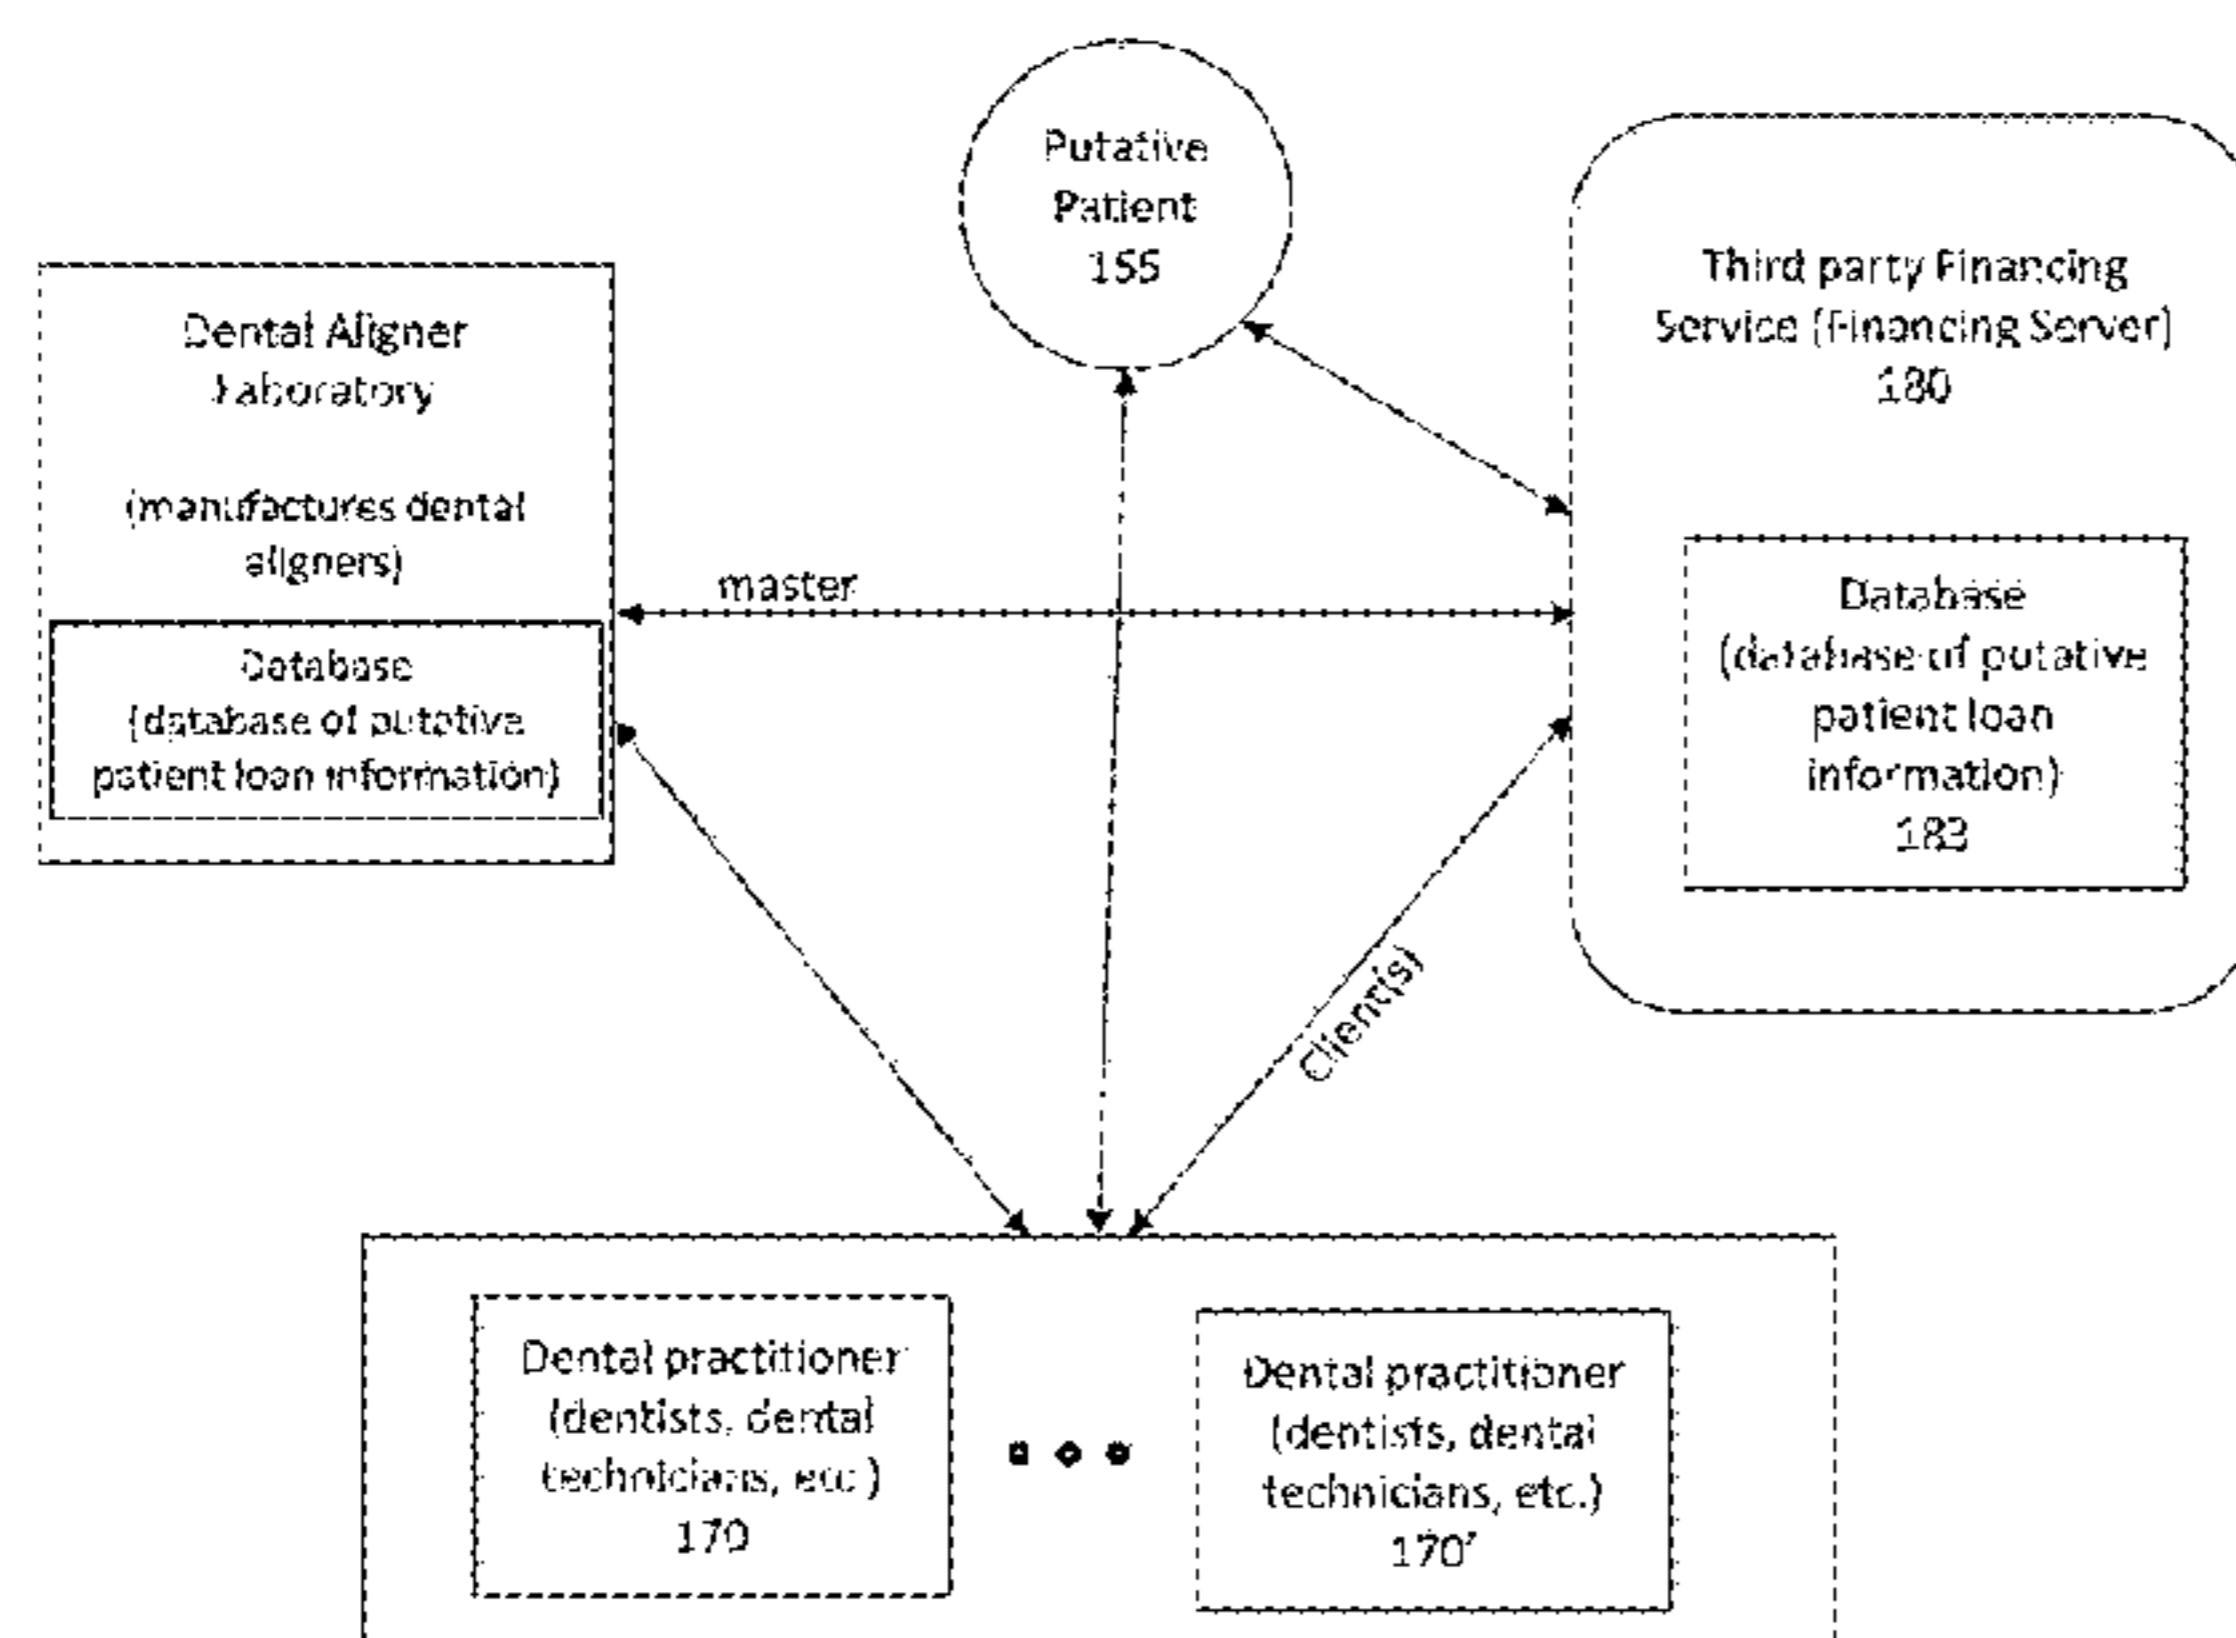 Putative
Patient
155
Dental Aligner
Laboratory
(manufactures dental
aligners)
Database
(database of putative
patient loan information)
Third party Financing
Service (Financing Server)
180
Database
(database of putative
patient loan
information)
183
master
Client(s)
Dental practitioner
(dentists, dental
technicians, etc.)
170
Dental practitioner
(dentists, dental
technicians, etc.)
170'